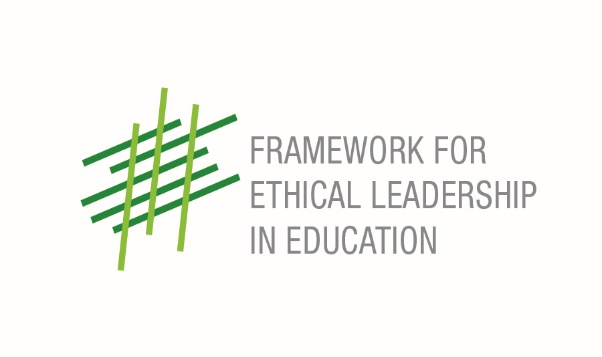 FRAMEWORK FOR
ETHICAL LEADERSHIP
IN EDUCATION